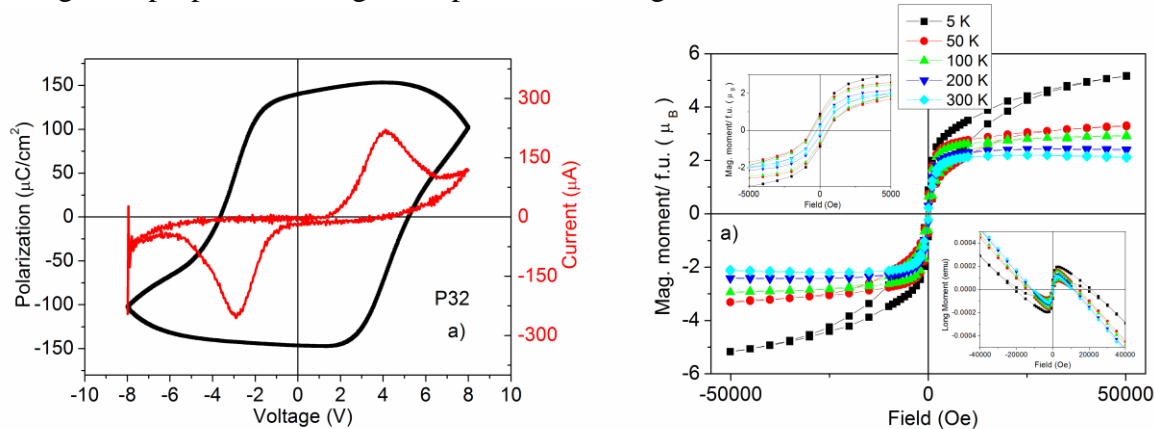 150
100
50
0
-50
-100
-150
Polarization (μC/cm²)
-10 -8 -6 -4 -2 0 2 4 6 8 10
Voltage (V)
300
150
0
-150
-300
Current (μA)
P32
a)
6
4
2
0
-2
-4
-6
Mag. moment/ f.u. ( μB )
-50000 0 50000
Field (Oe)
5 K
50 K
100 K
200 K
300 K
a)
2
0
-2
Mag. moment/ f.u. ( μB )
-5000 0 5000
Field (Oe)
0.0004
0.0002
0.0000
-0.0002
-0.0004
Long Moment (emu)
-40000 -20000 0 20000 40000
Field (Oe)